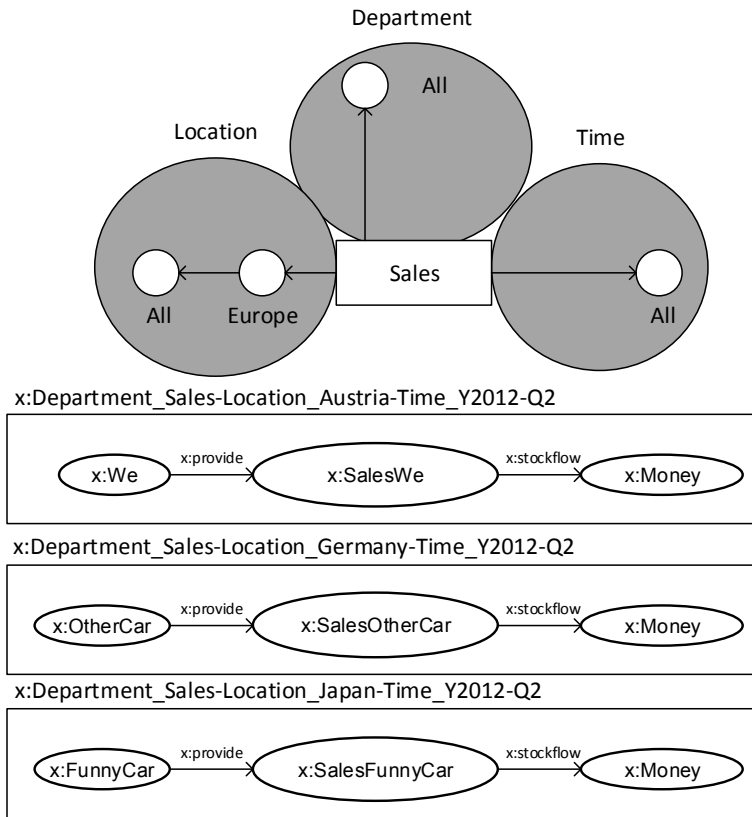 Department
All
Location
Time
Sales
All
Europe
All
x:Department_Sales-Location_Austria-Time_Y2012-Q2
x:We
x:provide
x:SalesWe
x:stockflow
x:Money
x:Department_Sales-Location_Germany-Time_Y2012-Q2
x:OtherCar
x:provide
x:SalesOtherCar
x:stockflow
x:Money
x:Department_Sales-Location_Japan-Time_Y2012-Q2
x:FunnyCar
x:provide
x:SalesFunnyCar
x:stockflow
x:Money